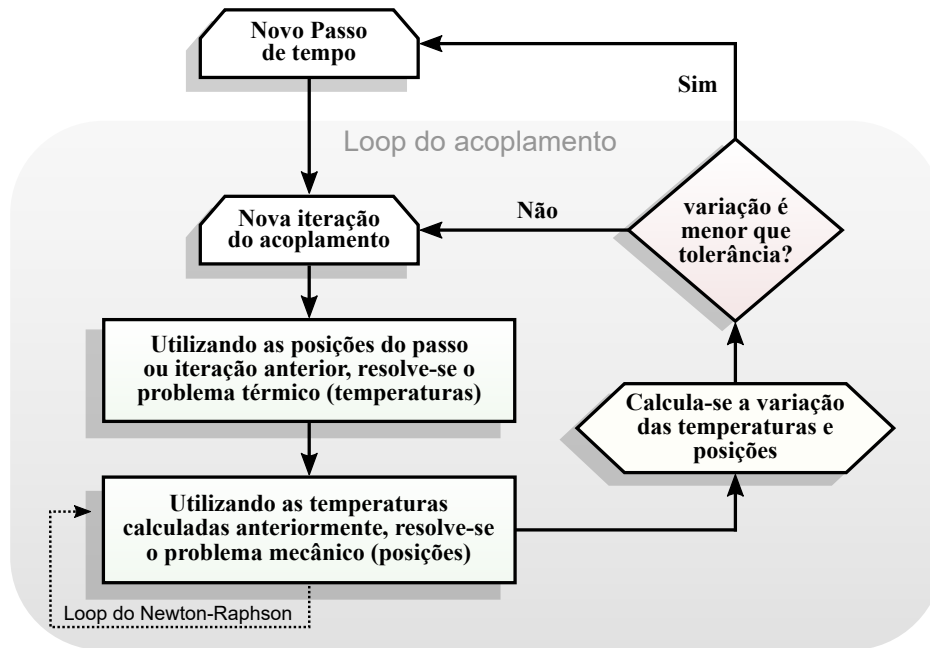 Novo Passo
de tempo
Sim
Loop do acoplamento
Nova iteração
do acoplamento
Não
variação é
menor que
tolerância?
Utilizando as posições do passo
ou iteração anterior, resolve-se o
problema térmico (temperaturas)
Calcula-se a variação
das temperaturas e
posições
Utilizando as temperaturas
calculadas anteriormente, resolve-se
o problema mecânico (posições)
Loop do Newton-Raphson